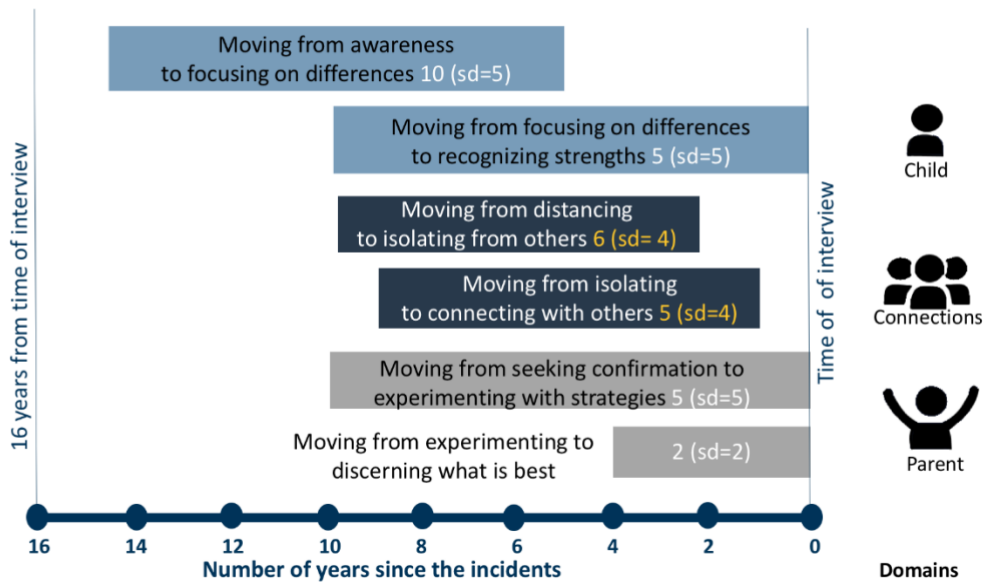 16 years from time of interview
Moving from awareness
to focusing on differences 10 (sd=5)
Moving from focusing on differences
to recognizing strengths 5 (sd=5)
Child
Moving from distancing
to isolating from others 6 (sd= 4)
Moving from isolating
to connecting with others 5 (sd=4)
Connections
Moving from seeking confirmation to
experimenting with strategies 5 (sd=5)
Moving from experimenting to
discerning what is best
2 (sd=2)
Parent
Time of  of interview
16 14 12 10 8 6 4 2 0
Number of years since the incidents
Domains